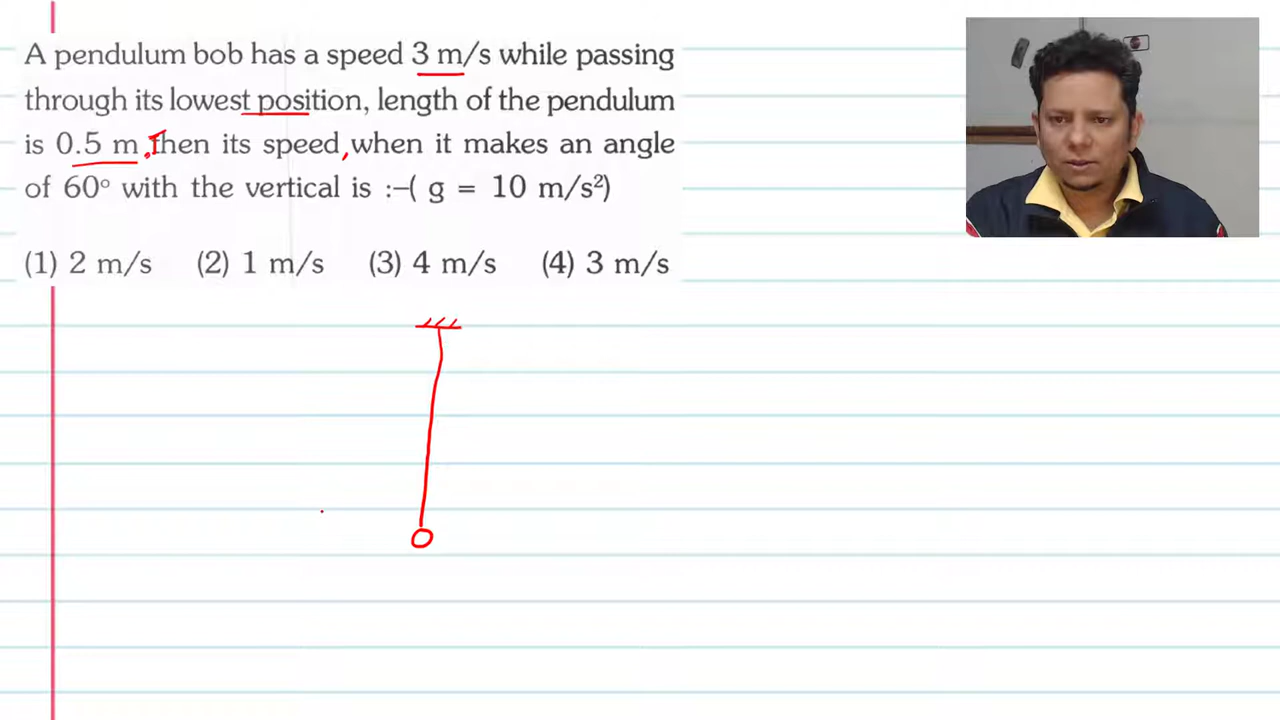 A pendulum bob has a speed 3 m/s while passing
through its lowest position, length of the pendulum
is 0.5 m, Then its speed, when it makes an angle
of 60° with the vertical is :–( g = 10 m/s²)
(1) 2 m/s (2) 1 m/s (3) 4 m/s (4) 3 m/s